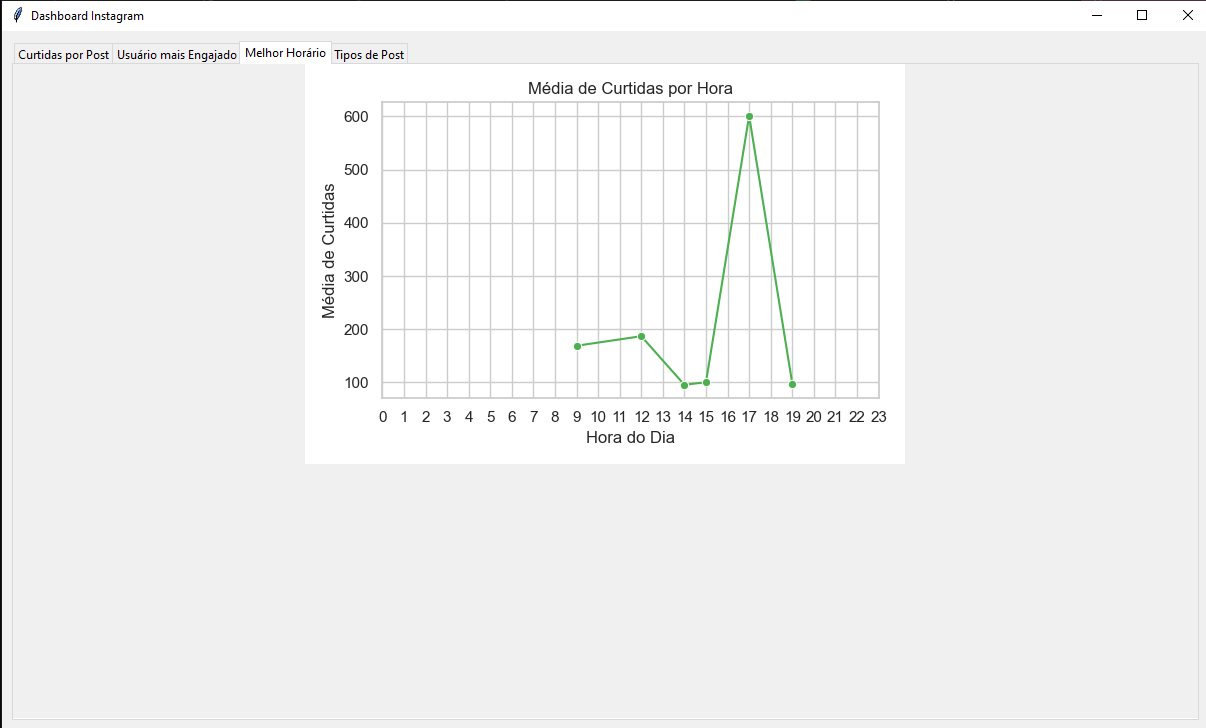 Dashboard Instagram
Curtidas por Post Usuário mais Engajado Melhor Horário Tipos de Post
Média de Curtidas por Hora
600
500
400
300
200
100
Média de Curtidas
0 1 2 3 4 5 6 7 8 9 10 11 12 13 14 15 16 17 18 19 20 21 22 23
Hora do Dia